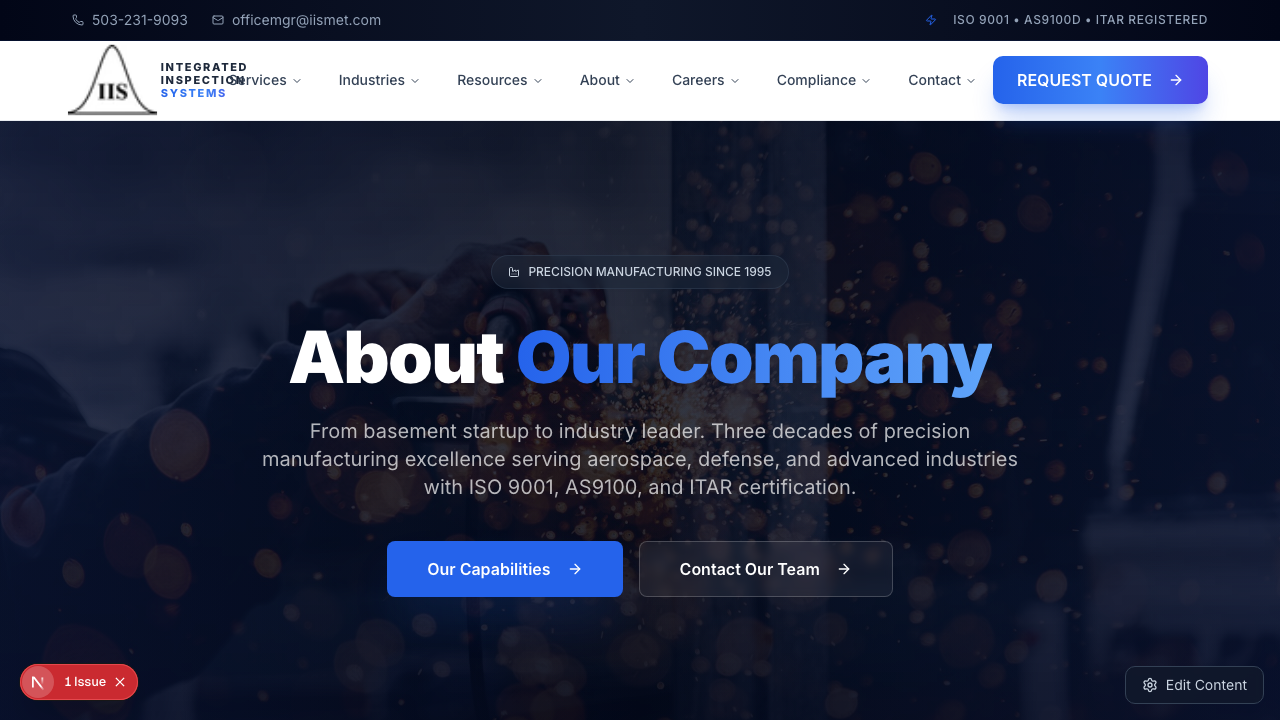 503-231-9093
officemgr@iismet.com
ISO 9001 • AS9100D • ITAR REGISTERED
IIS
INTEGRATED
INSPECTION
SYSTEMS
Services
Industries
Resources
About
Careers
Compliance
Contact
REQUEST QUOTE
PRECISION MANUFACTURING SINCE 1995
About Our Company
From basement startup to industry leader. Three decades of precision
manufacturing excellence serving aerospace, defense, and advanced industries
with ISO 9001, AS9100, and ITAR certification.
Our Capabilities
Contact Our Team
N
1 Issue
Edit Content